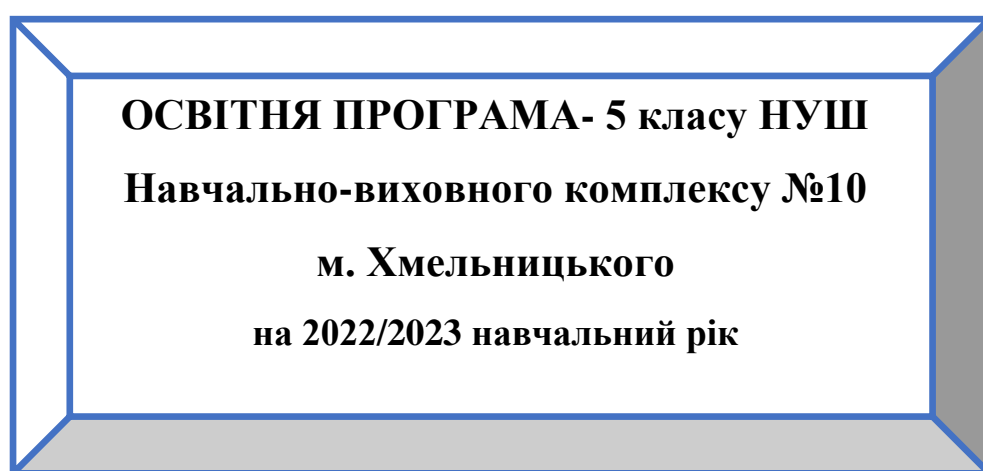 ОСВІТНЯ ПРОГРАМА- 5 класу НУШ
Навчально-виховного комплексу №10
м. Хмельницького
на 2022/2023 навчальний рік